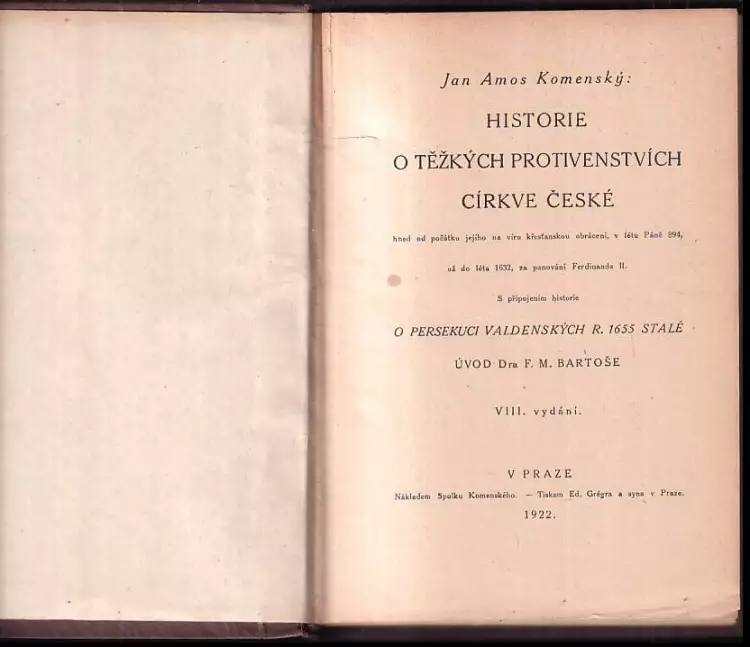 Jan Amos Komenský:
HISTORIE
O TĚŽKÝCH PROTIVENSTVÍCH
CÍRKVE ČESKÉ
hned od počátku jejího na víru křesťanskou obrácení, v létu Páně 894,
až do léta 1632, za panování Ferdinanda II.
S připojením historie
O PERSEKUCI VALDENSKÝCH R. 1655 STALÉ
ÚVOD Dra F. M. BARTOŠE
VIII. vydání.
V PRAZE
Nákladem Spolku Komenského. — Tiskem Ed. Grégra a syna v Praze.
1922.